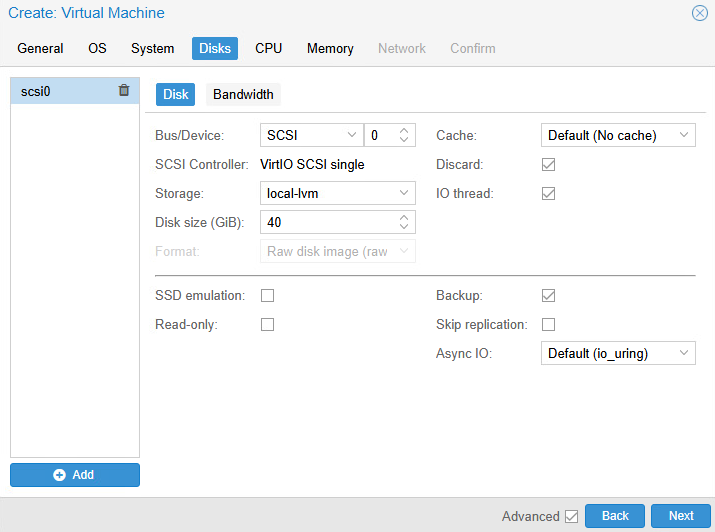 Create: Virtual Machine
General OS System Disks CPU Memory Network Confirm
scsi0
Disk Bandwidth
Bus/Device: SCSI 0 Cache: Default (No cache)
SCSI Controller: VirtIO SCSI single Discard:
Storage: local-lvm IO thread:
Disk size (GiB): 40
Format: Raw disk image (raw
SSD emulation: Backup:
Read-only: Skip replication:
Async IO: Default (io_uring)
Add
Advanced Back Next